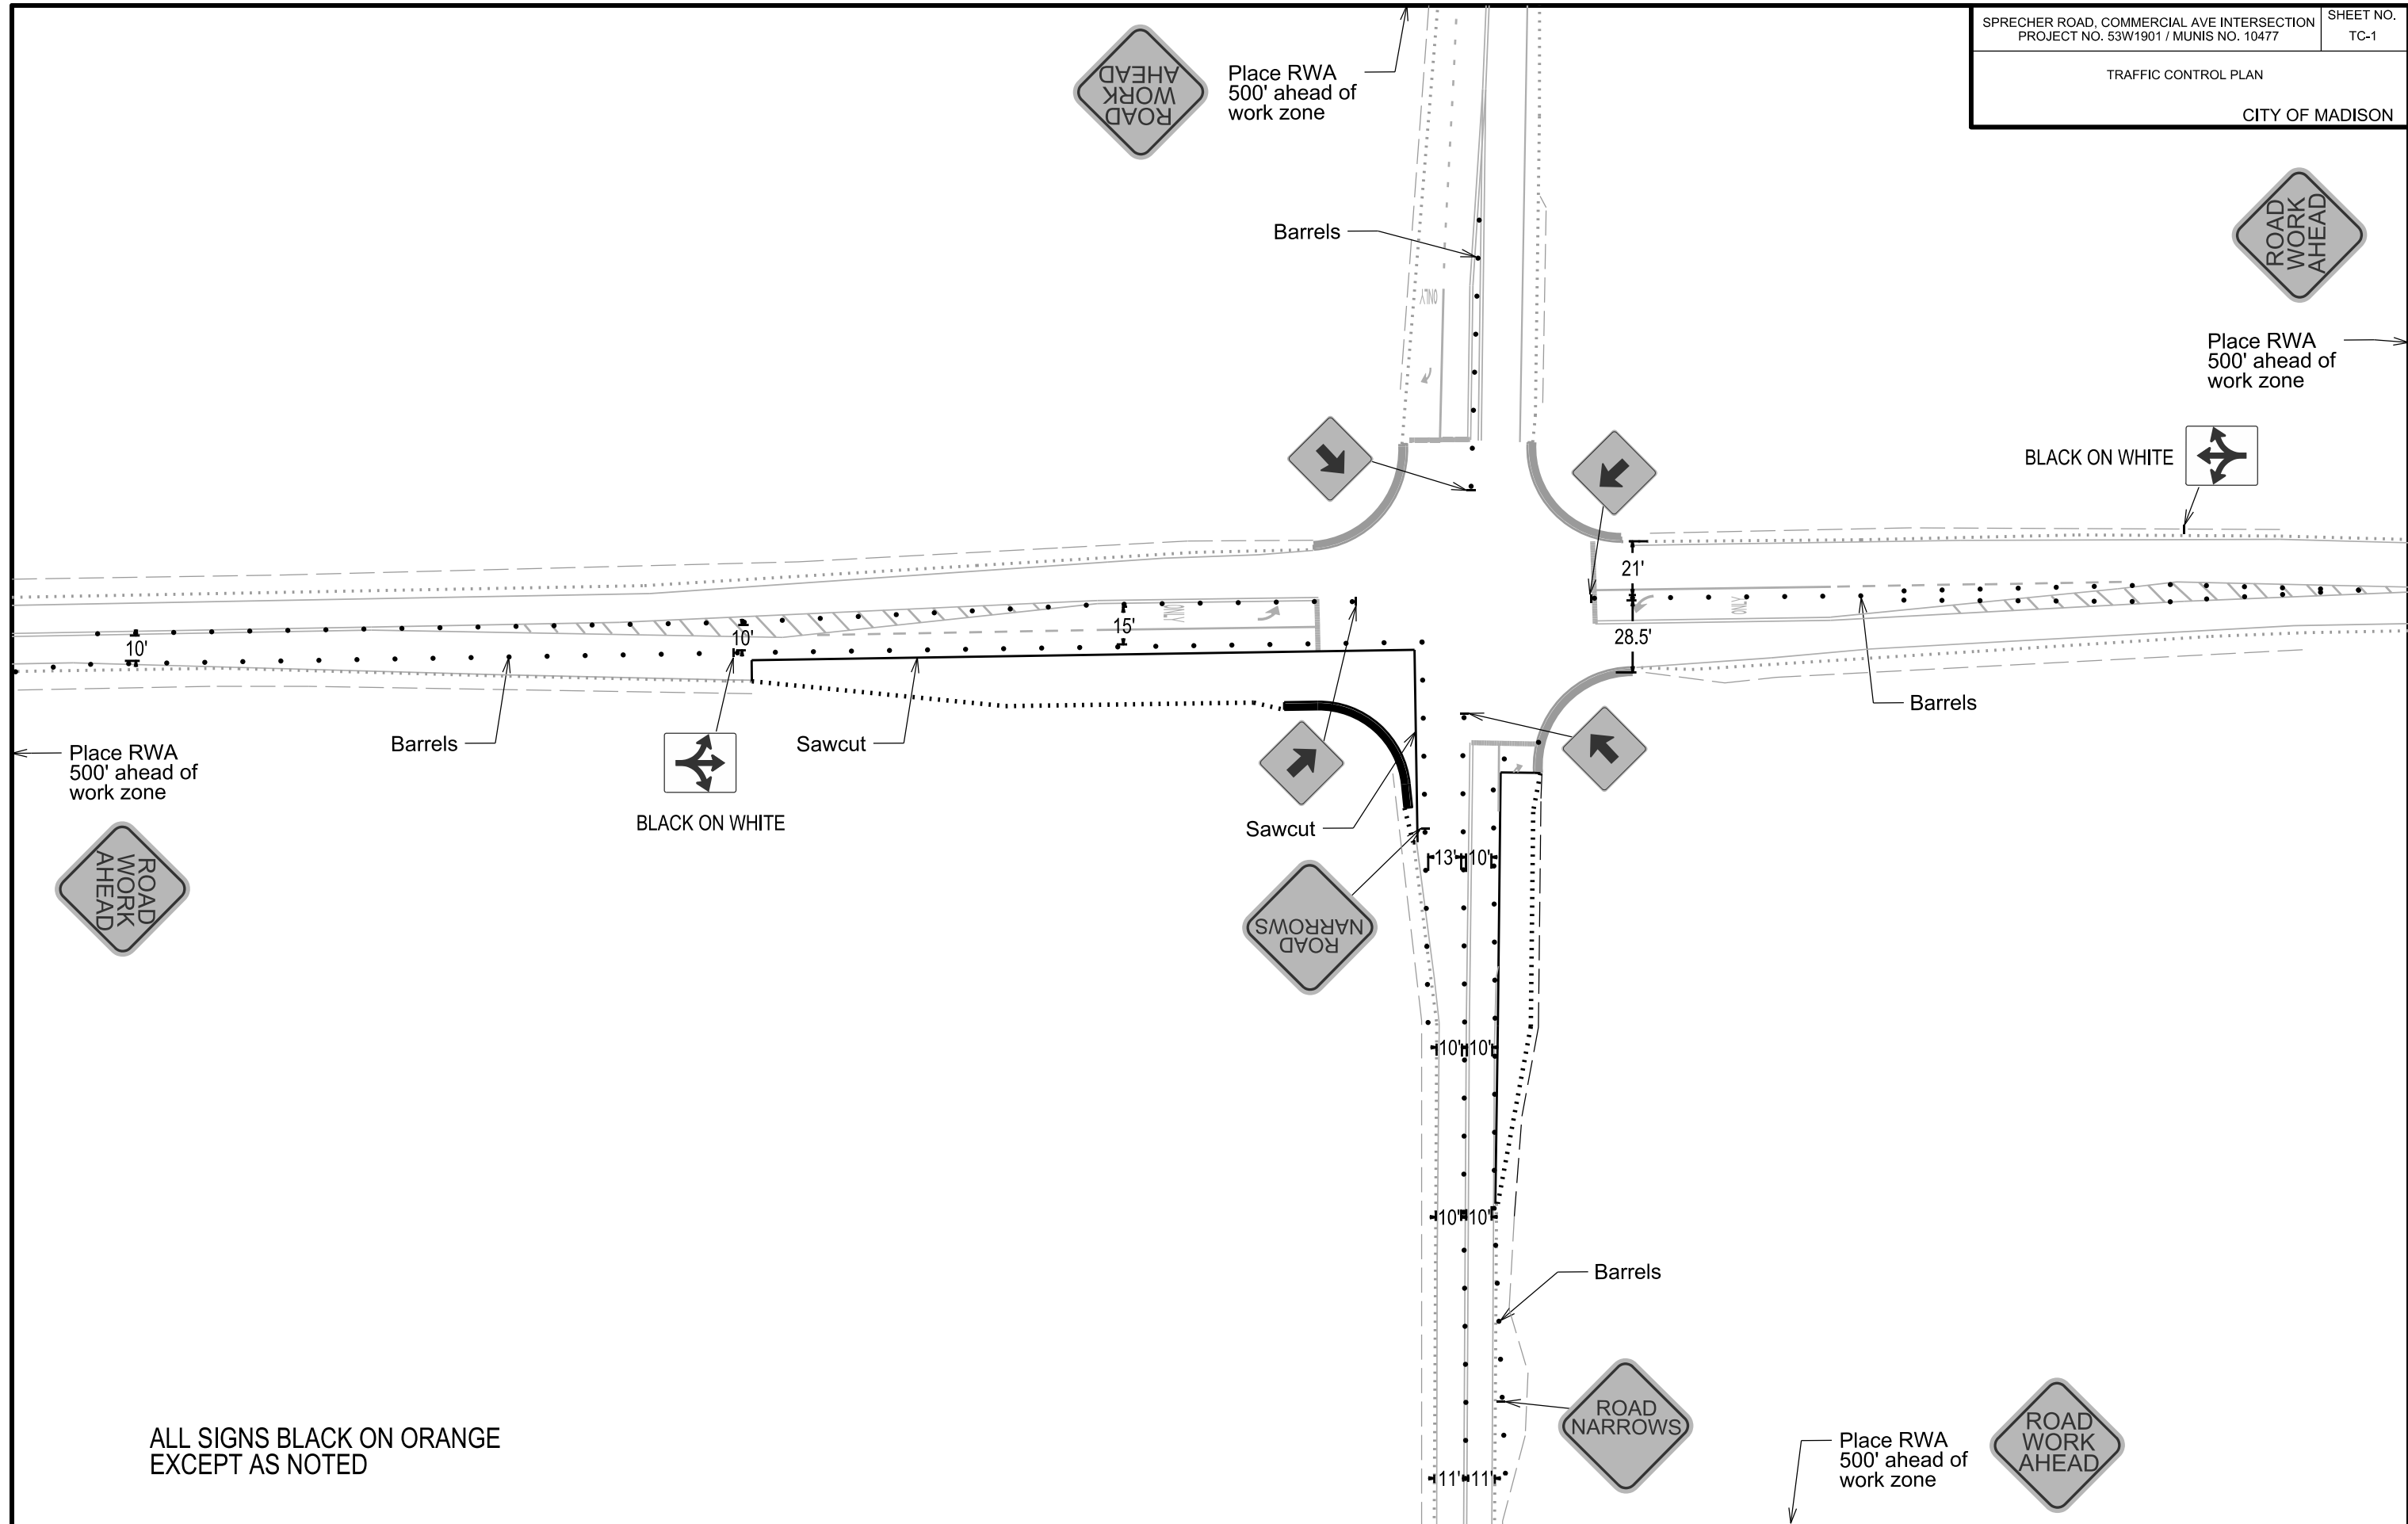 SPRECHER ROAD, COMMERCIAL AVE INTERSECTION
PROJECT NO. 53W1901 / MUNIS NO. 10477
SHEET NO.
TC-1
TRAFFIC CONTROL PLAN
CITY OF MADISON
ROAD
WORK
AHEAD
Place RWA
500' ahead of
work zone
ROAD
WORK
AHEAD
Place RWA
500' ahead of
work zone
Barrels
ONLY
BLACK ON WHITE
21'
28.5'
ONLY
Barrels
10'
10'
15'
ONLY
Barrels
Sawcut
BLACK ON WHITE
Place RWA
500' ahead of
work zone
ROAD
WORK
AHEAD
Sawcut
13'
10'
ROAD
NARROWS
10'
10'
10'
10'
Barrels
ROAD
NARROWS
11'
11'
Place RWA
500' ahead of
work zone
ROAD
WORK
AHEAD
ALL SIGNS BLACK ON ORANGE
EXCEPT AS NOTED